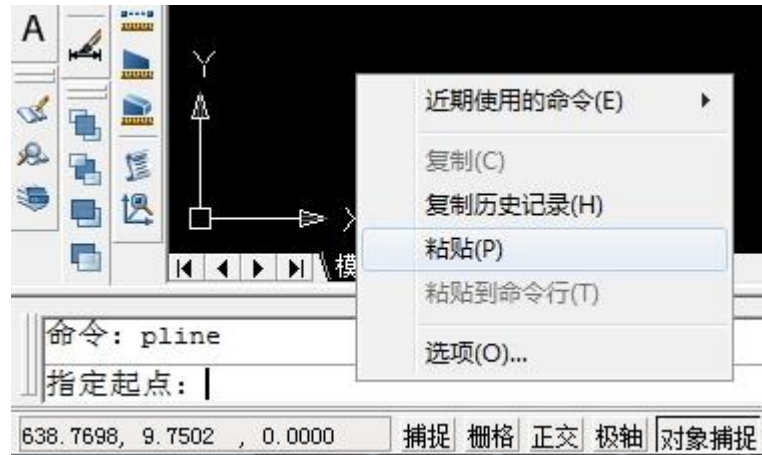 A
Y
X
近期使用的命令(E)
复制(C)
复制历史记录(H)
粘贴(P)
粘贴到命令行(T)
选项(O)...
模
命令: pline
指定起点:
638.7698, 9.7502 , 0.0000 捕捉 栅格 正交 极轴 对象捕捉